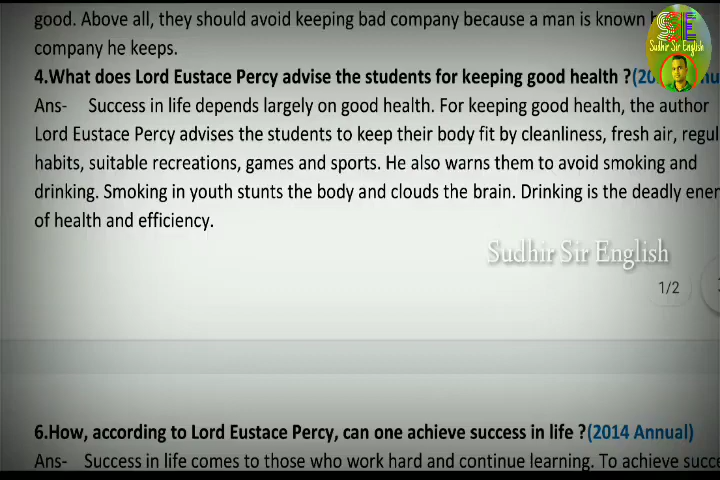 good. Above all, they should avoid keeping bad company because a man is known
company he keeps.
4.What does Lord Eustace Percy advise the students for keeping good health ?(20
Ans- Success in life depends largely on good health. For keeping good health, the author
Lord Eustace Percy advises the students to keep their body fit by cleanliness, fresh air, regul
habits, suitable recreations, games and sports. He also warns them to avoid smoking and
drinking. Smoking in youth stunts the body and clouds the brain. Drinking is the deadly ene
of health and efficiency.
Sudhir Sir English
1/2
6.How, according to Lord Eustace Percy, can one achieve success in life ?(2014 Annual)
Ans- Success in life comes to those who work hard and continue learning. To achieve succe
SE
Sudhir Sir English